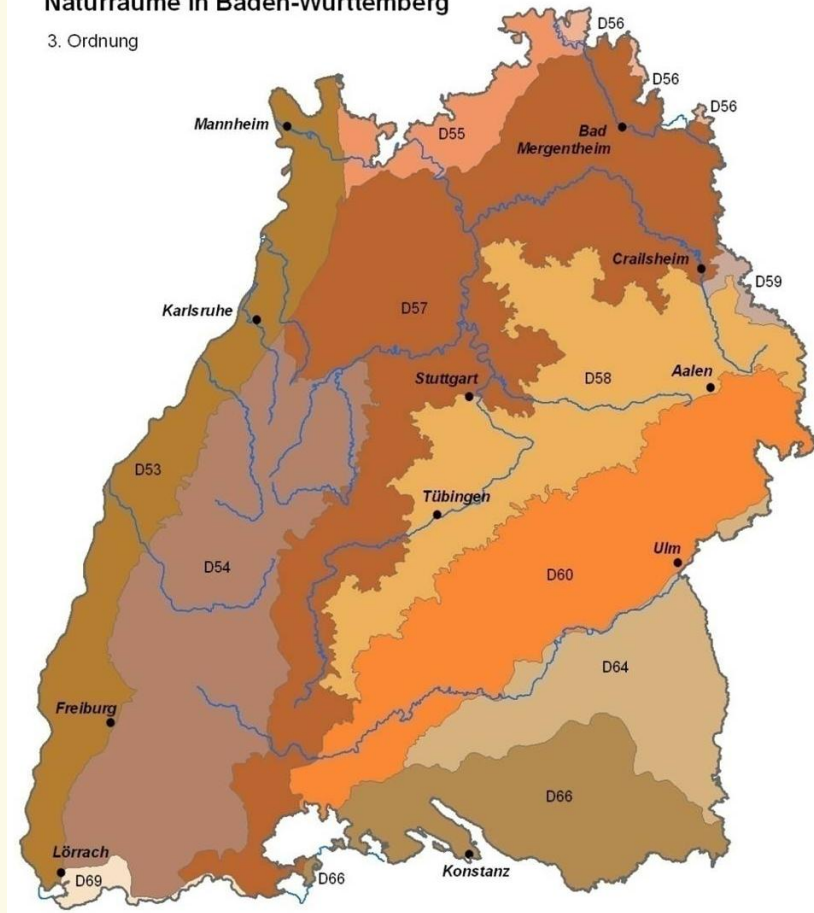 Naturräume in Baden-Württemberg
3. Ordnung
D56
D56
D56
Mannheim
D55
Bad
Mergentheim
Crailsheim
D59
Karlsruhe
D57
Stuttgart
D58
Aalen
D53
Tübingen
Ulm
D54
D60
D64
Freiburg
D66
Lörrach
D69
D66
Konstanz